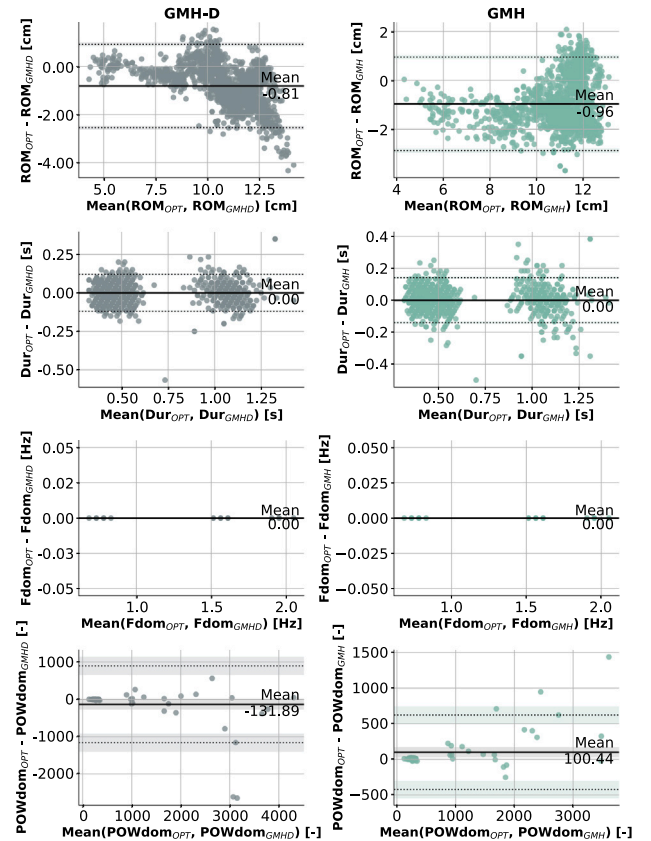 GMH-D
GMH
ROM_OPT - ROM_GMHD [cm]
0.00
-2.00
-4.00
Mean
-0.81
5.0 7.5 10.0 12.5
Mean(ROM_OPT, ROM_GMHD) [cm]
ROM_OPT - ROM_GMH [cm]
2
0
−2
Mean
-0.96
4 6 8 10 12
Mean(ROM_OPT, ROM_GMH) [cm]
Dur_OPT - Dur_GMHD [s]
0.25
0.00
-0.25
-0.50
Mean
0.00
0.50 0.75 1.00 1.25
Mean(Dur_OPT, Dur_GMHD) [s]
Dur_OPT - Dur_GMH [s]
0.4
0.2
0.0
−0.2
−0.4
Mean
0.00
0.50 0.75 1.00 1.25
Mean(Dur_OPT, Dur_GMH) [s]
Fdom_OPT - Fdom_GMHD [Hz]
0.05
0.02
0.00
-0.03
-0.05
Mean
0.00
1.0 1.5 2.0
Mean(Fdom_OPT, Fdom_GMHD) [Hz]
Fdom_OPT - Fdom_GMH [Hz]
0.050
0.025
0.000
−0.025
−0.050
Mean
0.00
1.0 1.5 2.0
Mean(Fdom_OPT, Fdom_GMH) [Hz]
POWdom_OPT - POWdom_GMHD [-]
1000
0
-1000
-2000
Mean
-131.89
0 1000 2000 3000 4000
Mean(POWdom_OPT, POWdom_GMHD) [-]
POWdom_OPT - POWdom_GMH [-]
1500
1000
500
0
−500
Mean
100.44
0 1000 2000 3000
Mean(POWdom_OPT, POWdom_GMH) [-]